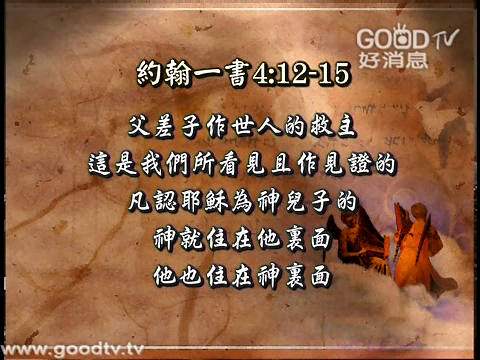 GOODTV
好消息
約翰一書4:12-15
父差子作世人的救主
這是我們所看見且作見證的
凡認耶穌為神兒子的
神就住在他裏面
他也住在神裏面
www.goodtv.tv